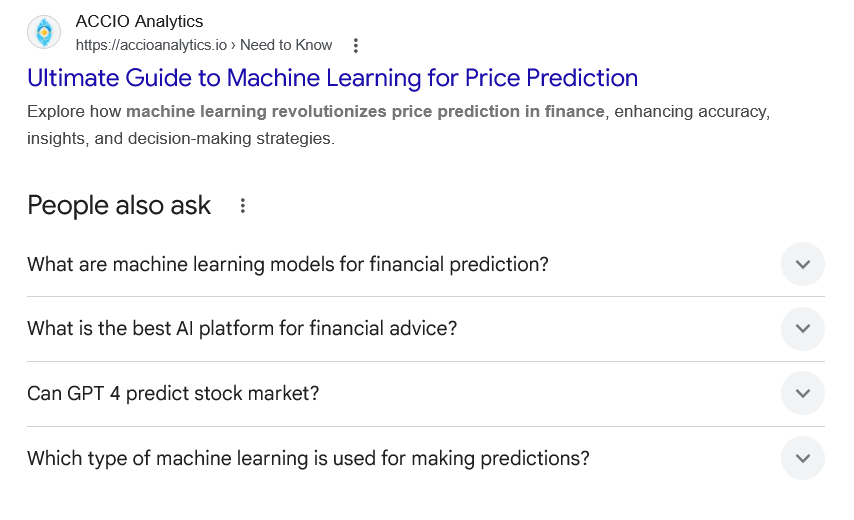 ACCIO Analytics
https://accioanalytics.io › Need to Know
Ultimate Guide to Machine Learning for Price Prediction
Explore how machine learning revolutionizes price prediction in finance, enhancing accuracy,
insights, and decision-making strategies.
People also ask
What are machine learning models for financial prediction?
What is the best AI platform for financial advice?
Can GPT 4 predict stock market?
Which type of machine learning is used for making predictions?